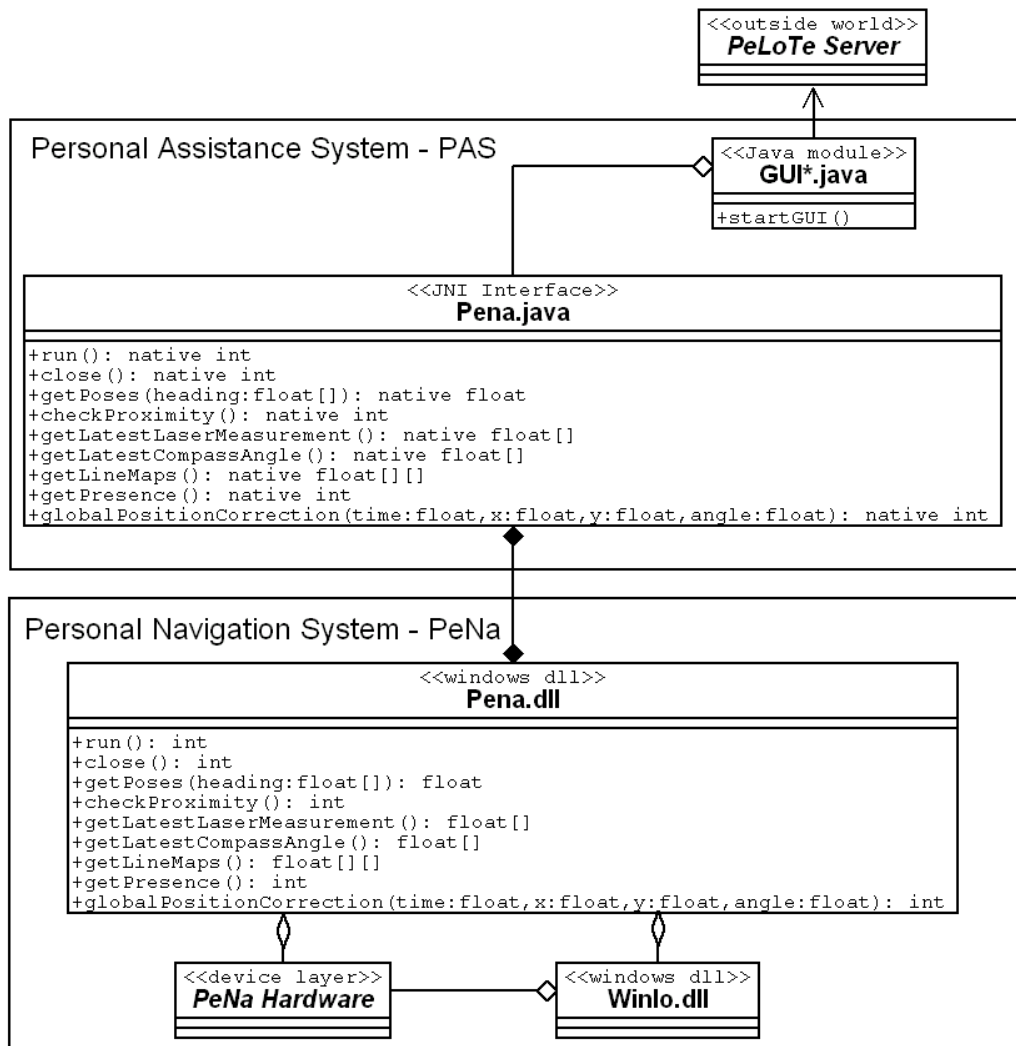 <<outside world>>
PeLoTe Server
Personal Assistance System - PAS
<<Java module>>
GUI*.java
+startGUI()
<<JNI Interface>>
Pena.java
+run(): native int
+close(): native int
+getPoses(heading:float[]): native float
+checkProximity(): native int
+getLatestLaserMeasurement(): native float[]
+getLatestCompassAngle(): native float[]
+getLineMaps(): native float[][]
+getPresence(): native int
+globalPositionCorrection(time:float,x:float,y:float,angle:float): native int
Personal Navigation System - PeNa
<<windows dll>>
Pena.dll
+run(): int
+close(): int
+getPoses(heading:float[]): float
+checkProximity(): int
+getLatestLaserMeasurement(): float[]
+getLatestCompassAngle(): float[]
+getLineMaps(): float[][]
+getPresence(): int
+globalPositionCorrection(time:float,x:float,y:float,angle:float): int
<<device layer>>
PeNa Hardware
<<windows dll>>
WinIo.dll